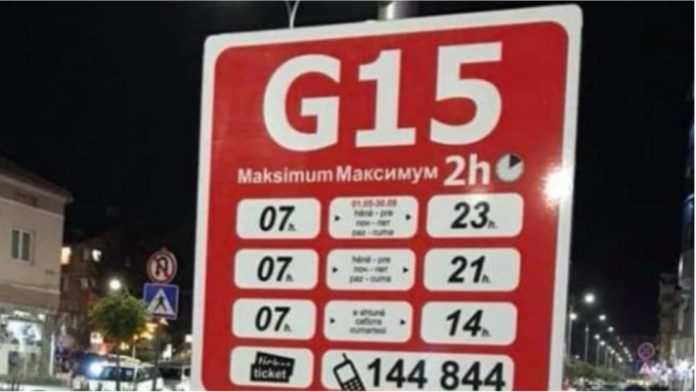 G15
Maksimum Максимум 2h
07h. 01.09-30.09 23h.
hënë - pre
пон - пет
paz - cuma
07h. hënë - pre 21h.
пон - пет
paz - cuma
07h. e shtunë 14h.
сабота
cumartesi
ticket 144 844